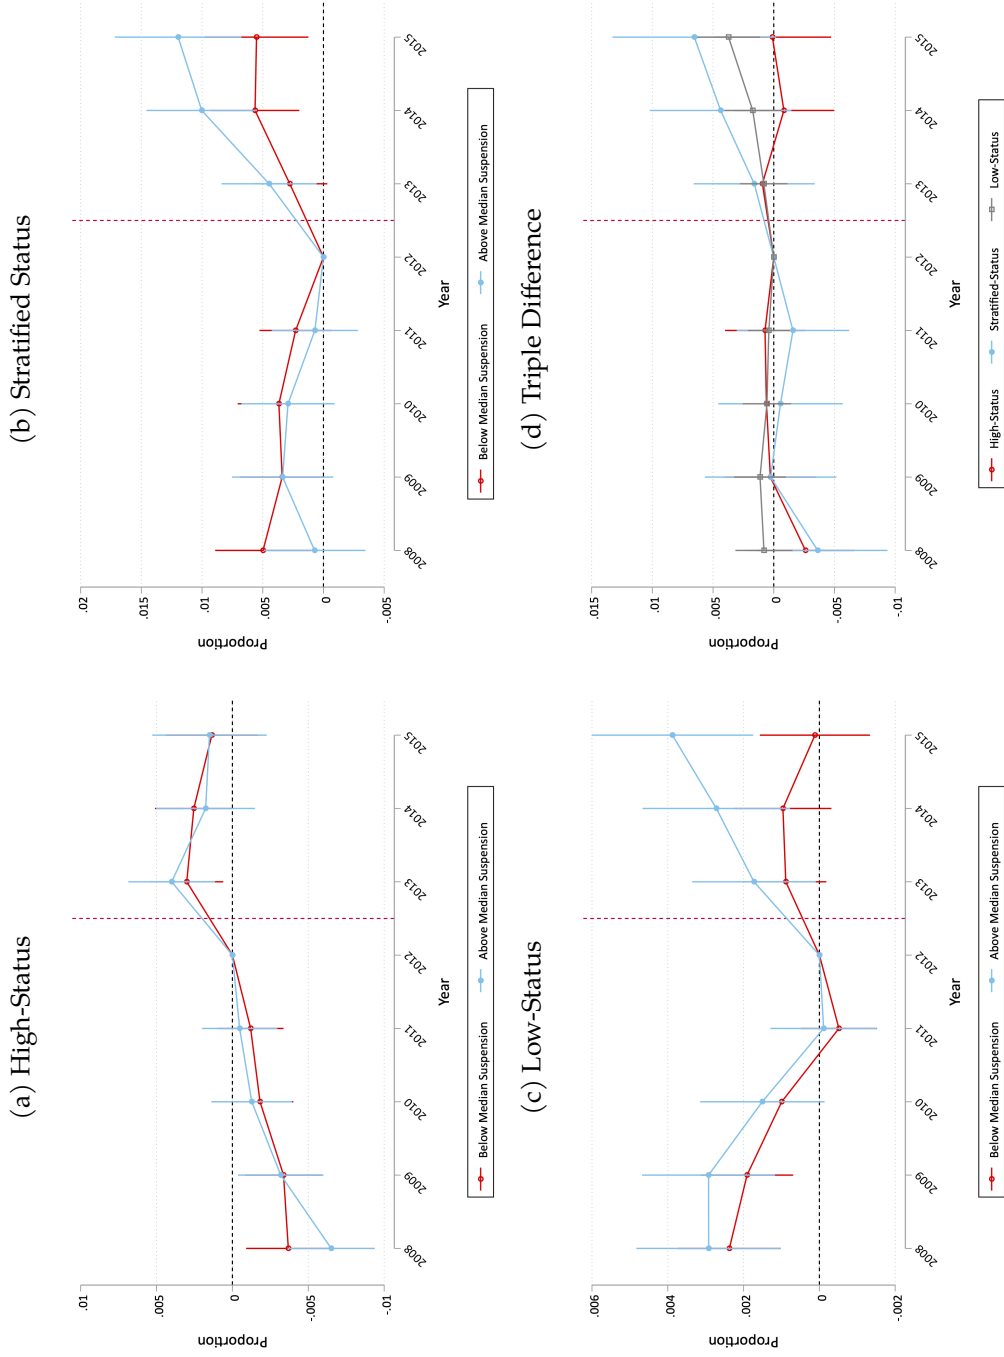 (a) High-Status
Proportion
.01
.005
0
-.005
-.01
2008
2009
2010
2011
2012
2013
2014
2015
Year
Below Median Suspension
Above Median Suspension
(b) Stratified Status
Proportion
.02
.015
.01
.005
0
-.005
2008
2009
2010
2011
2012
2013
2014
2015
Year
Below Median Suspension
Above Median Suspension
(c) Low-Status
Proportion
.006
.004
.002
0
-.002
2008
2009
2010
2011
2012
2013
2014
2015
Year
Below Median Suspension
Above Median Suspension
(d) Triple Difference
Proportion
.015
.01
.005
0
-.005
-.01
2008
2009
2010
2011
2012
2013
2014
2015
Year
High-Status
Stratified-Status
Low-Status